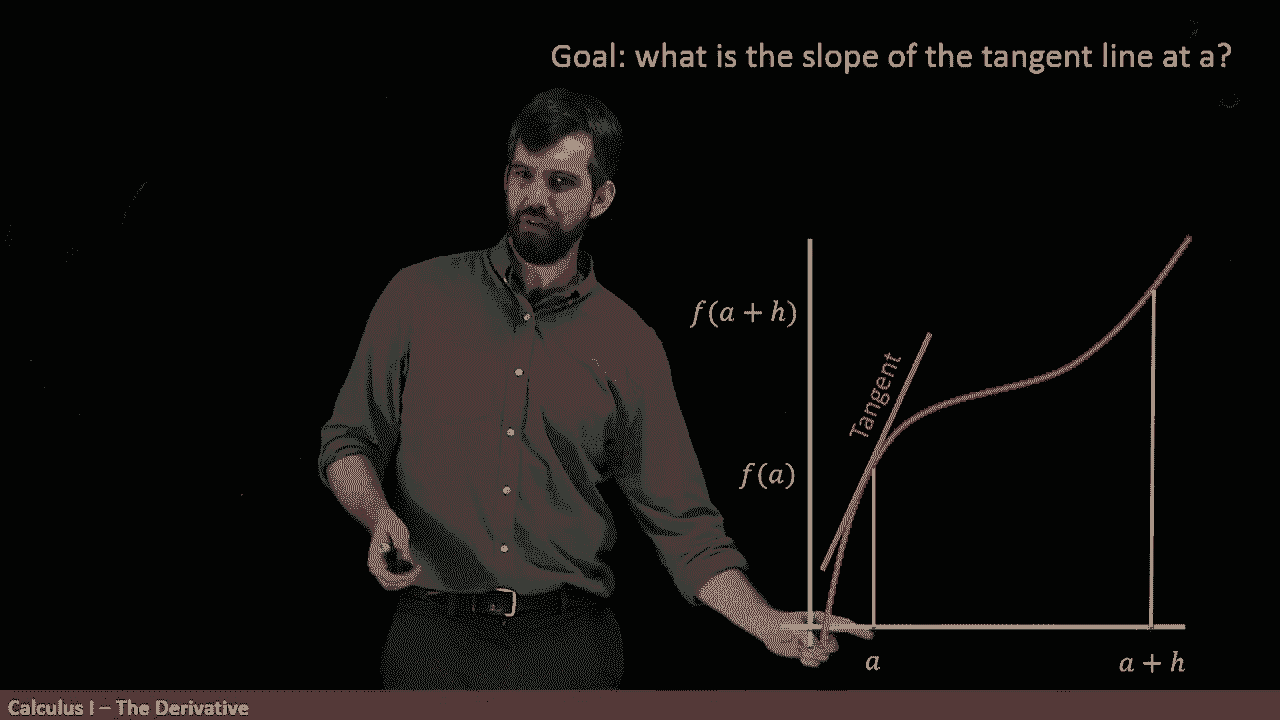 Goal: what is the slope of the tangent line at a?
f(a + h)
Tangent
f(a)
a
a + h
Calculus I – The Derivative